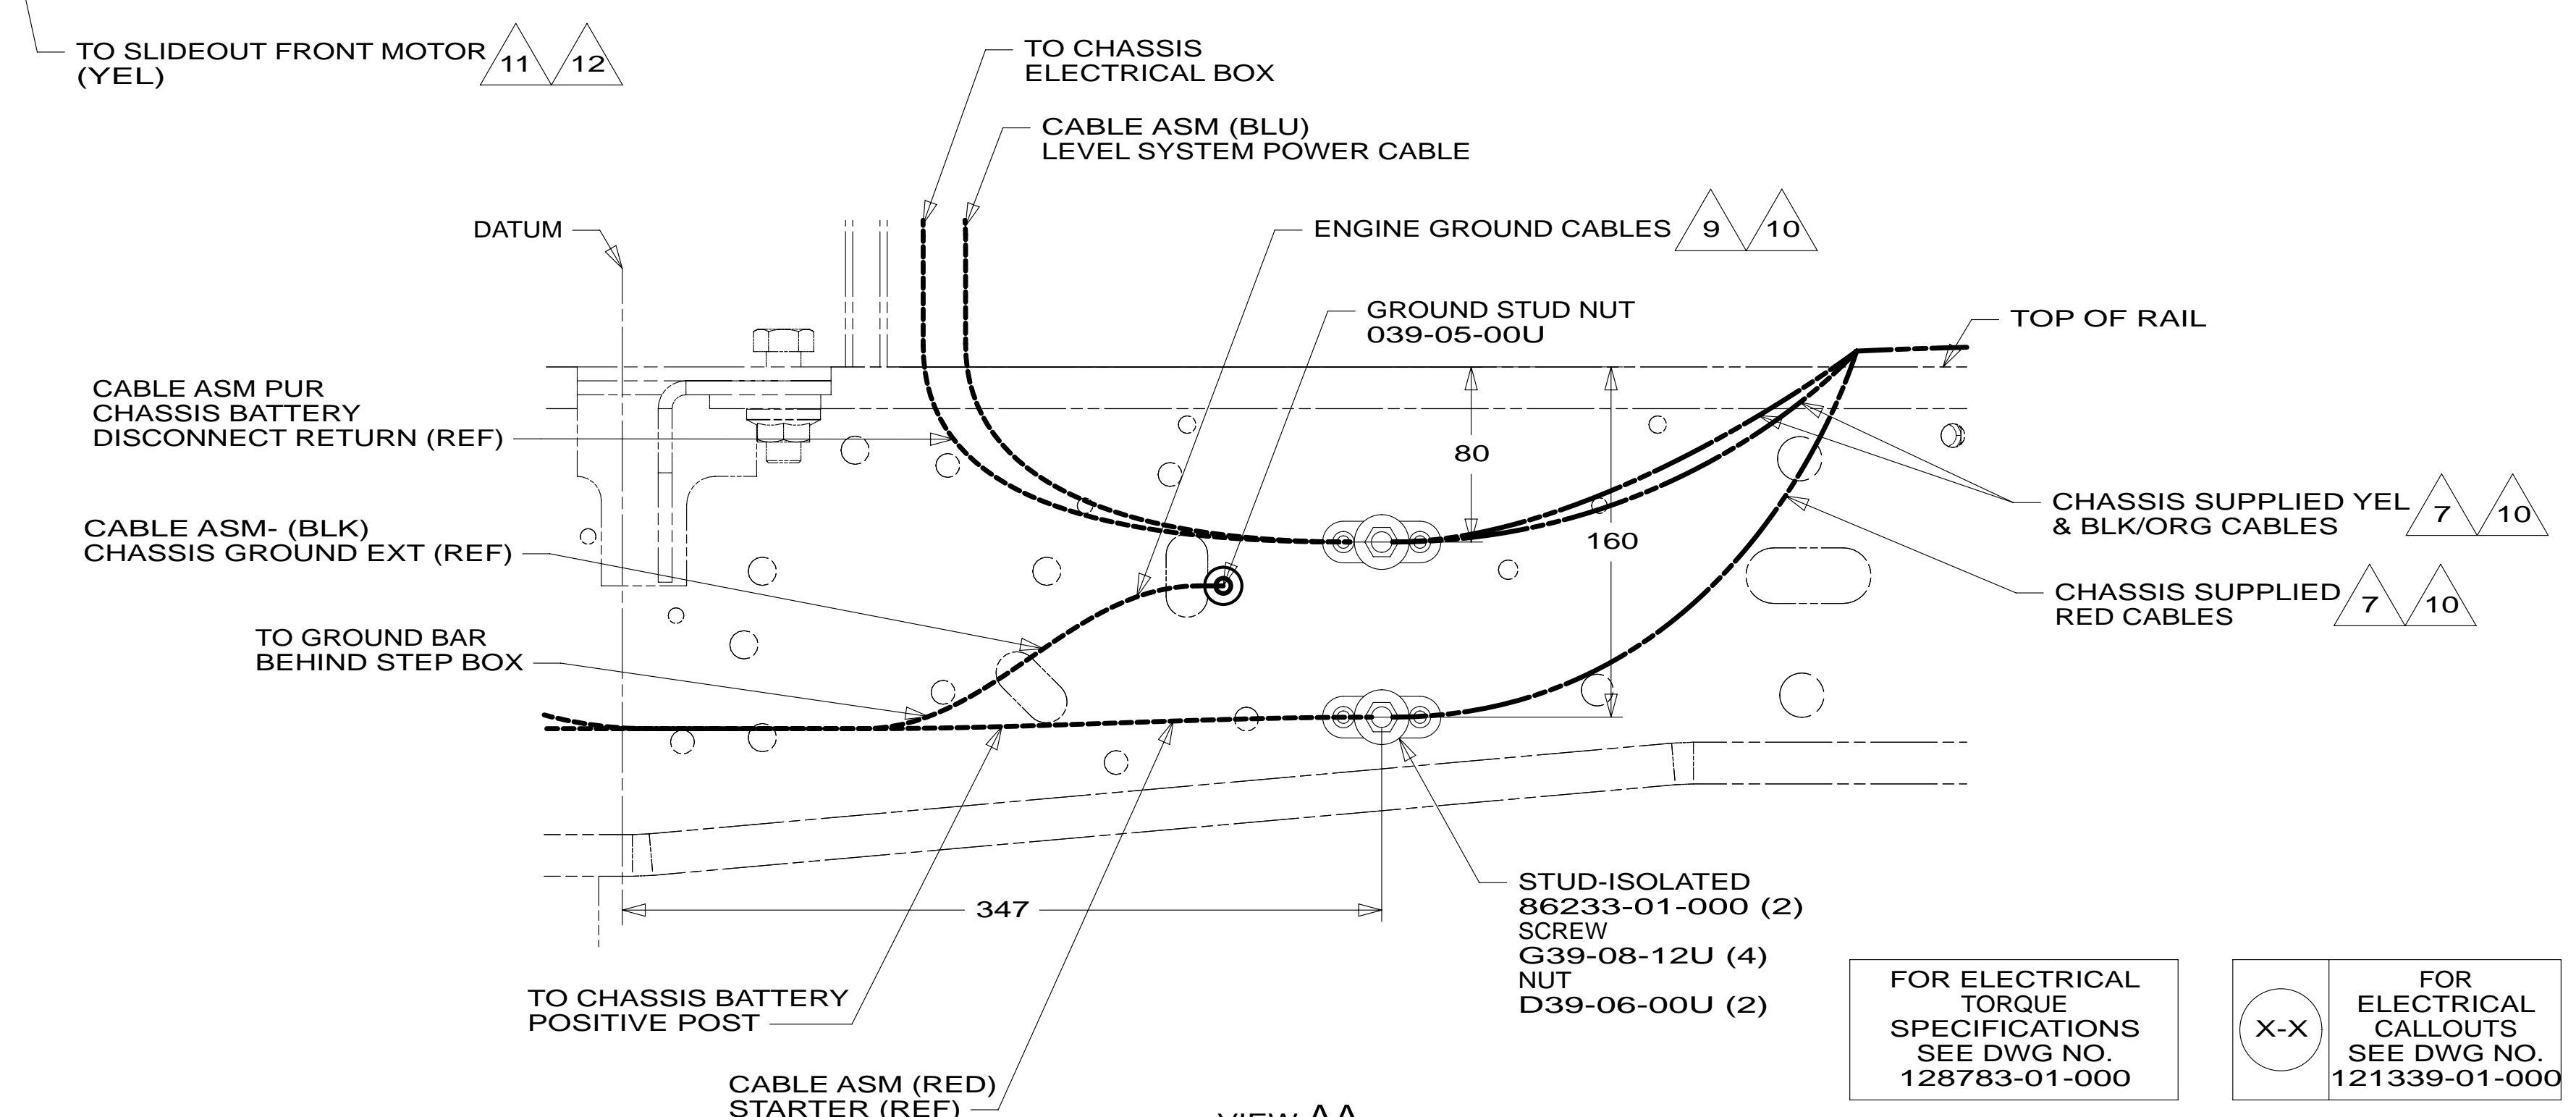 TO SLIDEOUT FRONT MOTOR
(YEL)
11
12
TO CHASSIS
ELECTRICAL BOX
CABLE ASM (BLU)
LEVEL SYSTEM POWER CABLE
DATUM
ENGINE GROUND CABLES
9
10
GROUND STUD NUT
039-05-00U
TOP OF RAIL
CABLE ASM PUR
CHASSIS BATTERY
DISCONNECT RETURN (REF)
80
160
CHASSIS SUPPLIED YEL
& BLK/ORG CABLES
7
10
CABLE ASM- (BLK)
CHASSIS GROUND EXT (REF)
CHASSIS SUPPLIED
RED CABLES
7
10
TO GROUND BAR
BEHIND STEP BOX
347
STUD-ISOLATED
86233-01-000 (2)
SCREW
G39-08-12U (4)
NUT
D39-06-00U (2)
TO CHASSIS BATTERY
POSITIVE POST
CABLE ASM (RED)
STARTER (REF)
VIEW AA
FOR ELECTRICAL
TORQUE
SPECIFICATIONS
SEE DWG NO.
128783-01-000
X-X
FOR
ELECTRICAL
CALLOUTS
SEE DWG NO.
121339-01-000